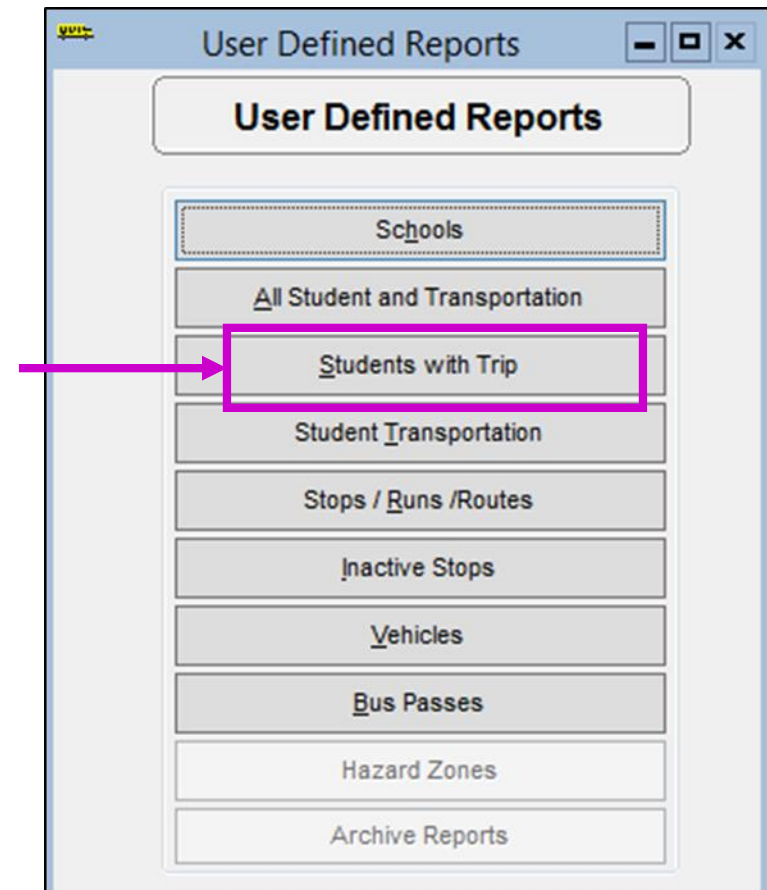 User Defined Reports
User Defined Reports
Schools
All Student and Transportation
Students with Trip
Student Transportation
Stops / Runs /Routes
Inactive Stops
Vehicles
Bus Passes
Hazard Zones
Archive Reports